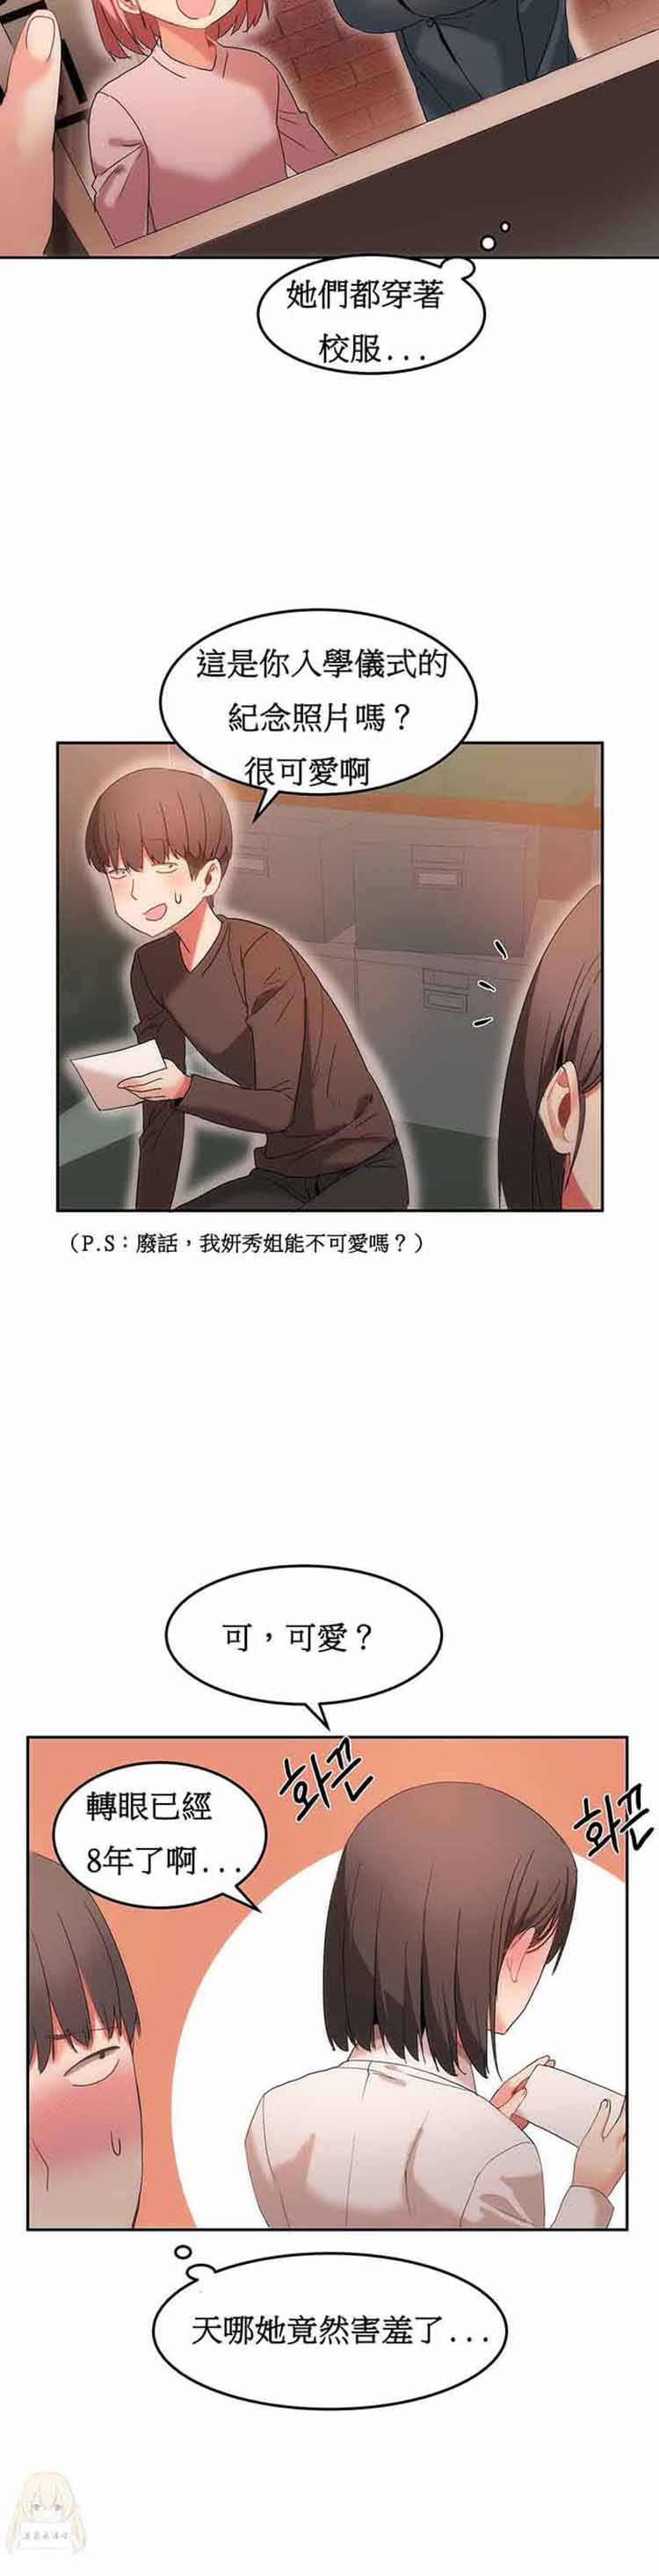 她們都穿著
校服...
這是你入學儀式的
紀念照片嗎？
很可愛啊
（P.S：廢話，我妍秀姐能不可愛嗎？）
可，可愛？
화끈
화끈
轉眼已經
8年了啊...
天哪她竟然害羞了...